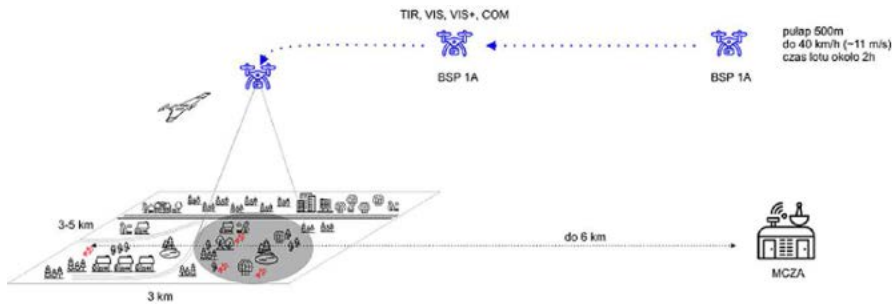 TIR, VIS, VIS+, COM
BSP 1A
BSP 1A
pułap 500m
do 40 km/h (~11 m/s)
czas lotu około 2h
3-5 km
do 6 km
3 km
MCZA